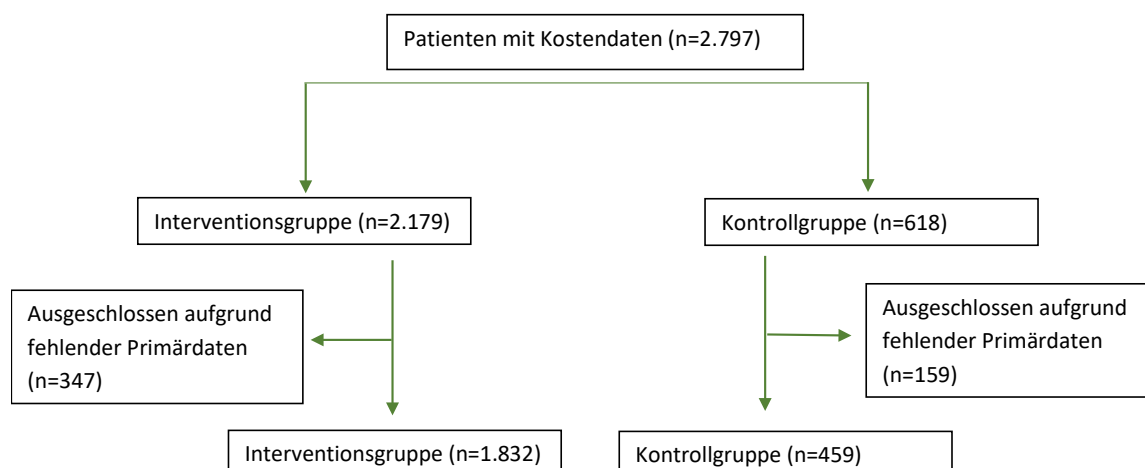 Patienten mit Kostendaten (n=2.797)
Interventionsgruppe (n=2.179)
Kontrollgruppe (n=618)
Ausgeschlossen aufgrund
fehlender Primärdaten
(n=347)
Ausgeschlossen aufgrund
fehlender Primärdaten
(n=159)
Interventionsgruppe (n=1.832)
Kontrollgruppe (n=459)